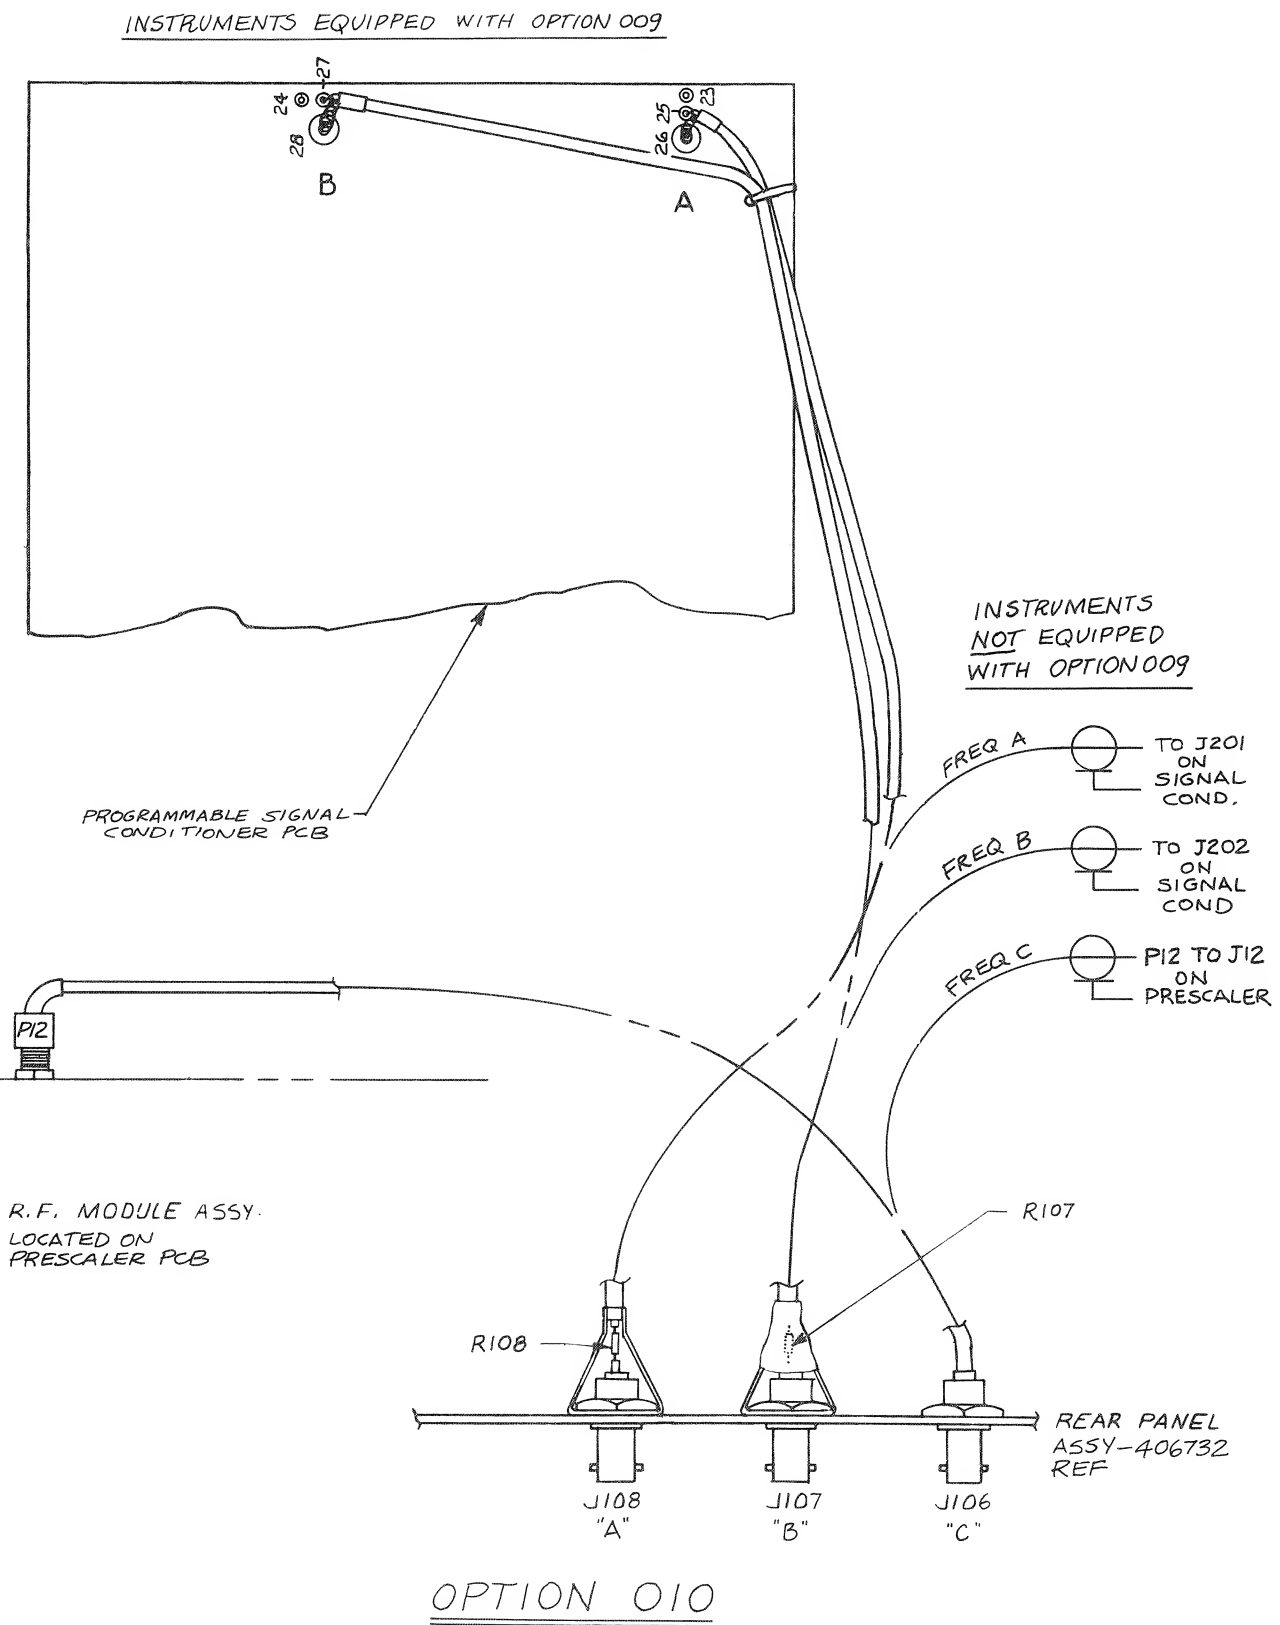 INSTRUMENTS EQUIPPED WITH OPTION 009
27
24
28
B
23
25
26
A
INSTRUMENTS
NOT EQUIPPED
WITH OPTION 009
FREQ A
TO J201
ON
SIGNAL
COND.
PROGRAMMABLE SIGNAL
CONDITIONER PCB
FREQ B
TO J202
ON
SIGNAL
COND
FREQ C
P12 TO J12
ON
PRESCALER
P12
R.F. MODULE ASSY.
LOCATED ON
PRESCALER PCB
R107
R108
REAR PANEL
ASSY-406732
REF
J108
"A"
J107
"B"
J106
"C"
OPTION 010